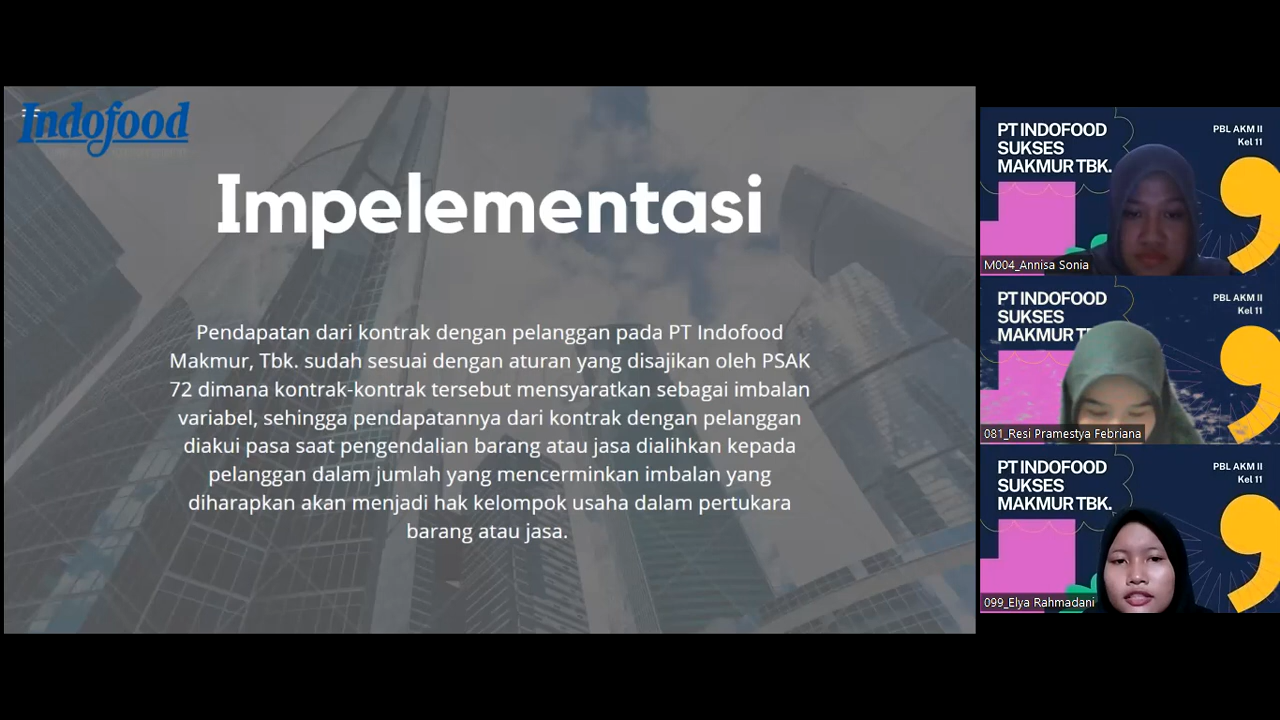 Indofood
Impelementasi
Pendapatan dari kontrak dengan pelanggan pada PT Indofood
Makmur, Tbk. sudah sesuai dengan aturan yang disajikan oleh PSAK
72 dimana kontrak-kontrak tersebut mensyaratkan sebagai imbalan
variabel, sehingga pendapatannya dari kontrak dengan pelanggan
diakui pasa saat pengendalian barang atau jasa dialihkan kepada
pelanggan dalam jumlah yang mencerminkan imbalan yang
diharapkan akan menjadi hak kelompok usaha dalam pertukara
barang atau jasa.
PT INDOFOOD
SUKSES
MAKMUR TBK.
PBL AKM II
Kel 11
M004_Annisa Sonia
PT INDOFOOD
SUKSES
MAKMUR T
PBL AKM II
Kel 11
081_Resi Pramestya Febriana
PT INDOFOOD
SUKSES
MAKMUR TBK.
PBL AKM II
Kel 11
099_Elya Rahmadani